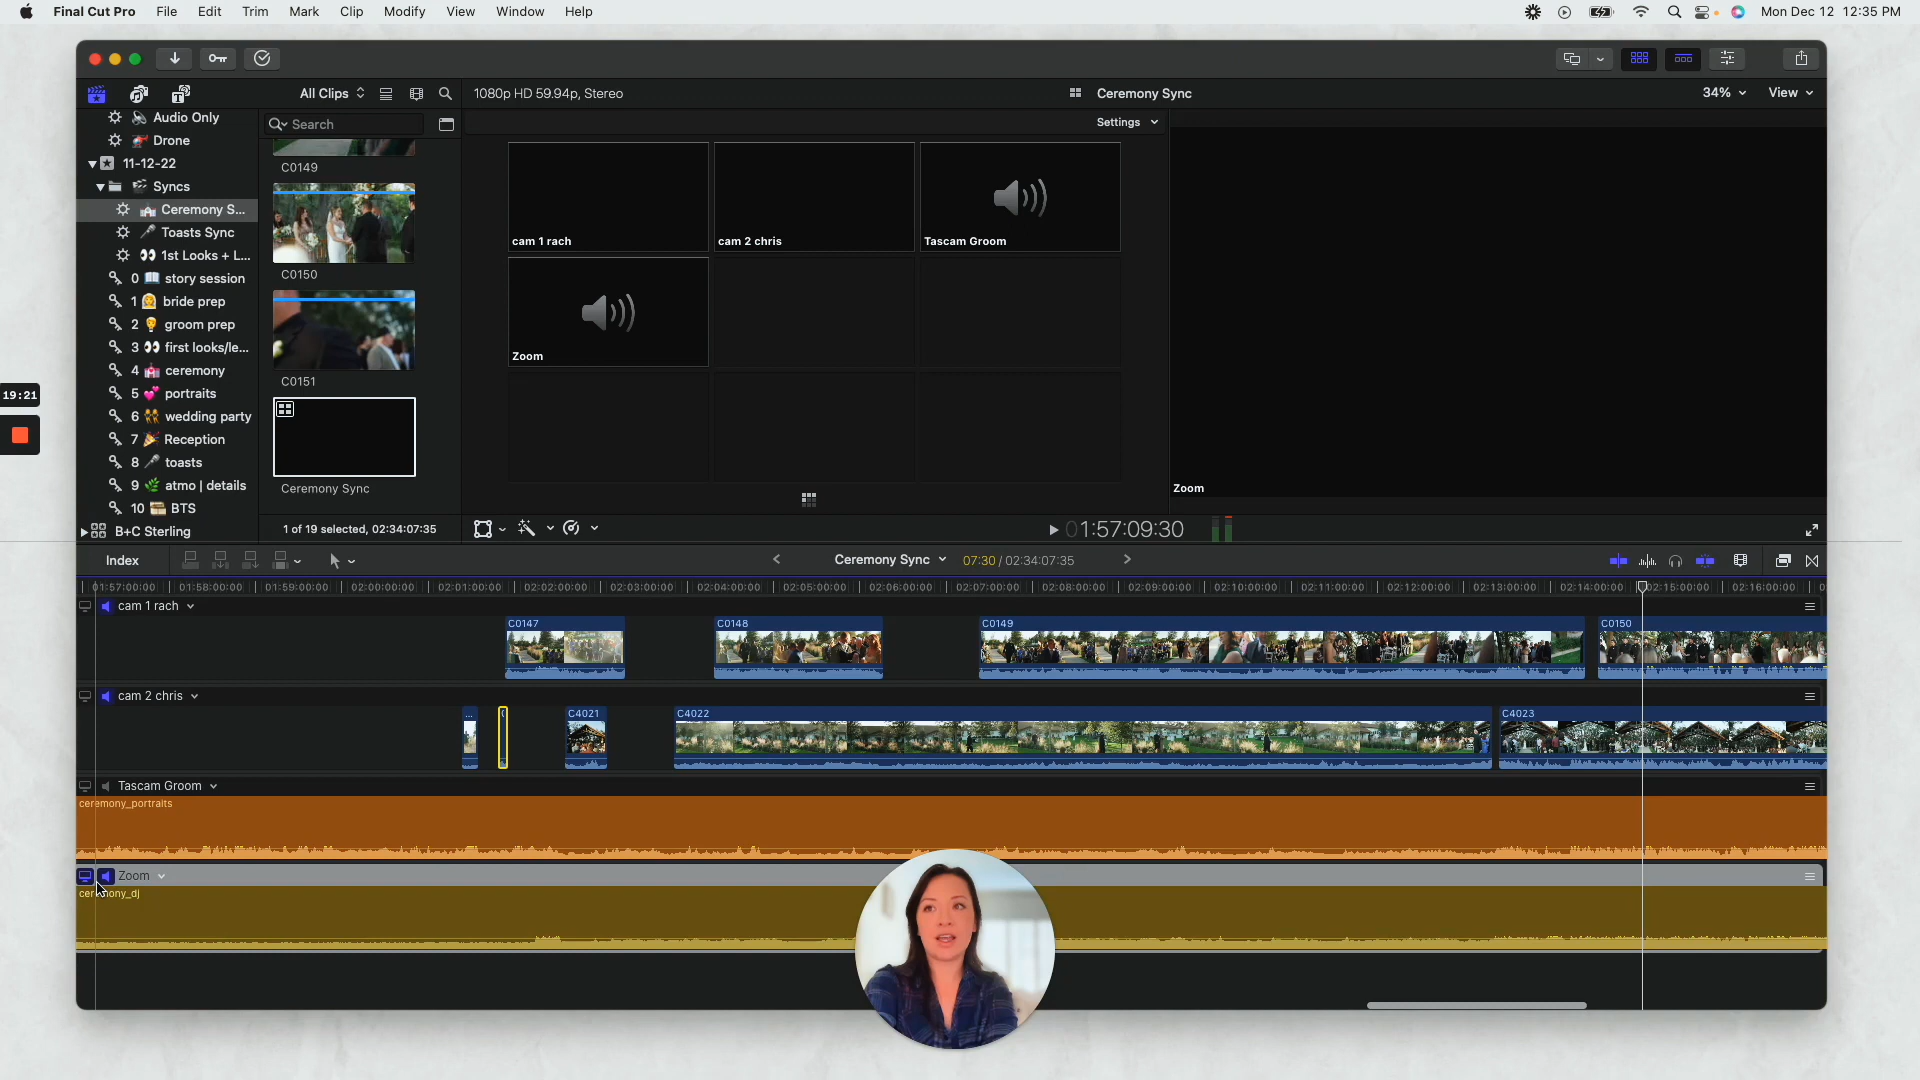 Final Cut Pro File Edit Trim Mark Clip Modify View Window Help Mon Dec 12 12:35 PM
All Clips 1080p HD 59.94p, Stereo Ceremony Sync 34% View
Audio Only
Drone
11-12-22
Syncs
Ceremony S...
Toasts Sync
1st Looks + L...
0 story session
1 bride prep
2 groom prep
3 first looks/le...
4 ceremony
5 portraits
6 wedding party
7 Reception
8 toasts
9 atmo | details
10 BTS
B+C Sterling
Search
C0149
C0150
C0151
Ceremony Sync
1 of 19 selected, 02:34:07:35
Settings
cam 1 rach
cam 2 chris
Tascam Groom
Zoom
Zoom
01:57:09:30
19:21
Index
Ceremony Sync 07:30 / 02:34:07:35
01:57:00:00 01:58:00:00 01:59:00:00 02:00:00:00 02:01:00:00 02:02:00:00 02:03:00:00 02:04:00:00 02:05:00:00 02:06:00:00 02:07:00:00 02:08:00:00 02:09:00:00 02:10:00:00 02:11:00:00 02:12:00:00 02:13:00:00 02:14:00:00 02:15:00:00 02:16:00:00
cam 1 rach
C0147 C0148 C0149 C0150
cam 2 chris
... C4021 C4022 C4023
Tascam Groom
ceremony_portraits
Zoom
ceremony_dj